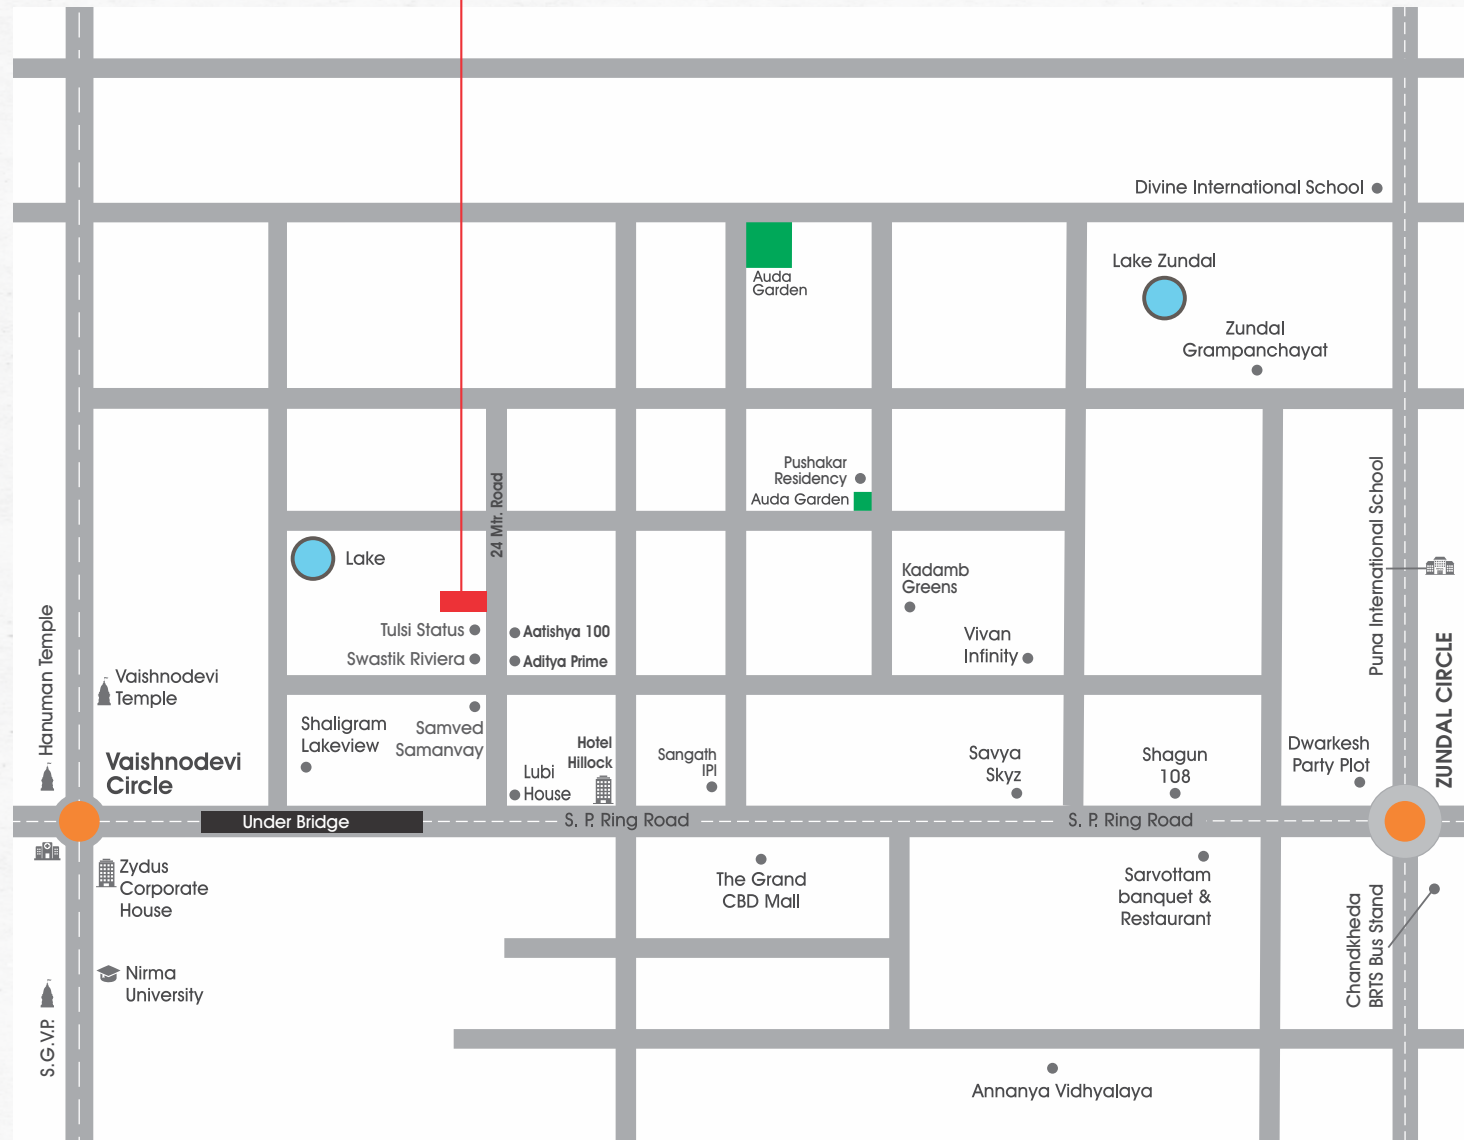 Divine International School
Lake Zundal
Auda
Garden
Zundal
Grampanchayat
Pushakar
Residency
Auda Garden
24 Mtr. Road
Puna International School
Lake
Kadamb
Greens
Tulsi Status
Aatishya 100
Swastik Riviera
Aditya Prime
Vivan
Infinity
Hanuman Temple
Vaishnodevi
Temple
ZUNDAL CIRCLE
Shaligram
Lakeview
Samved
Samanvay
Hotel
Hillock
Sangath
IPI
Savya
Skyz
Shagun
108
Dwarkesh
Party Plot
Vaishnodevi
Circle
Lubi
House
Under Bridge
S. P. Ring Road
S. P. Ring Road
Zydus
Corporate
House
The Grand
CBD Mall
Sarvottam
banquet &
Restaurant
Chandkheda
BRTS Bus Stand
Nirma
University
S.G.V.P.
Annanya Vidhyalaya